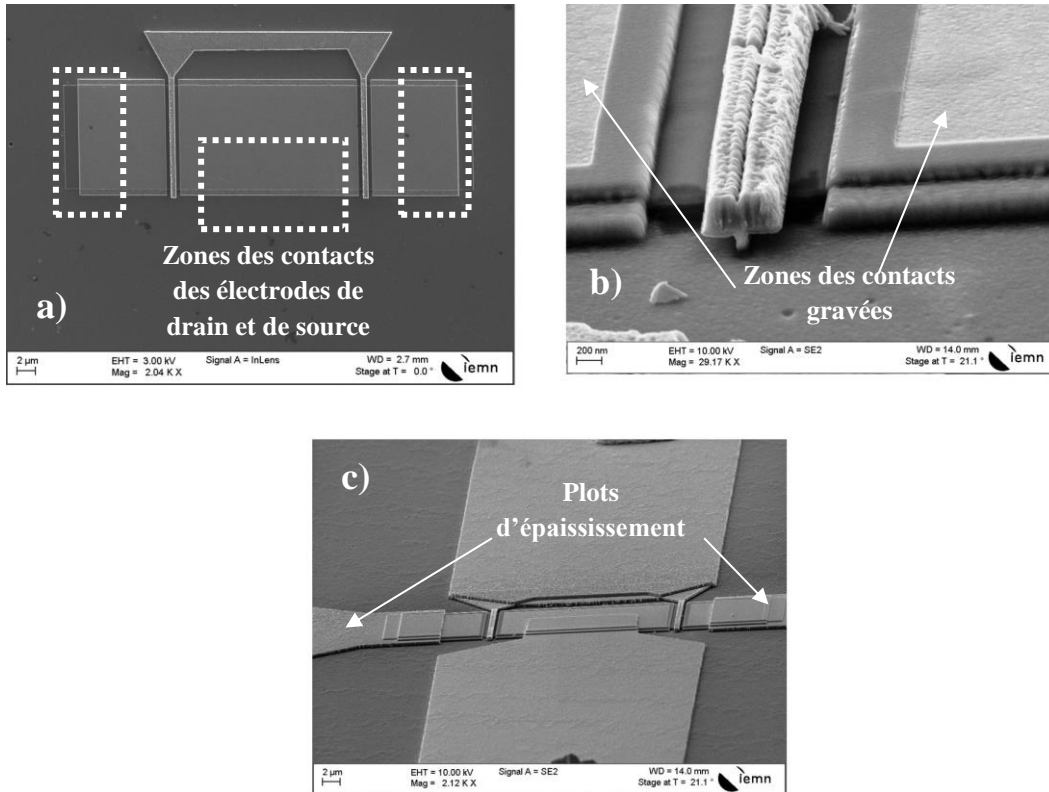 Zones des contacts
des électrodes de
drain et de source
a)
2 µm
EHT = 3.00 kV
Signal A = InLens
WD = 2.7 mm
Mag = 2.04 K X
Stage at T = 0.0 °
iemn
Zones des contacts
gravées
b)
200 nm
EHT = 10.00 kV
Signal A = SE2
WD = 14.0 mm
Mag = 29.17 K X
Stage at T = 21.1 °
iemn
c)
Plots
d'épaississement
2 µm
EHT = 10.00 kV
Signal A = SE2
WD = 14.0 mm
Mag = 2.12 K X
Stage at T = 21.1 °
iemn